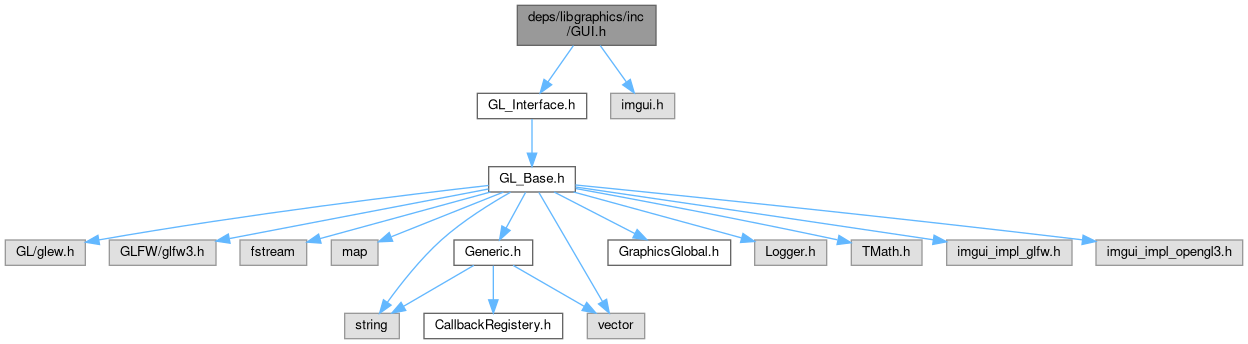 deps/libgraphics/inc
/GUI.h
GL_Interface.h
imgui.h
GL_Base.h
GL/glew.h
GLFW/glfw3.h
fstream
map
Generic.h
GraphicsGlobal.h
Logger.h
TMath.h
imgui_impl_glfw.h
imgui_impl_opengl3.h
string
CallbackRegistery.h
vector